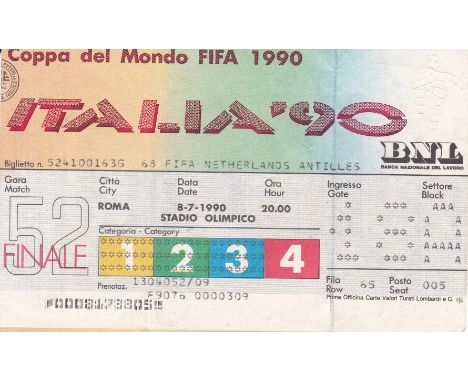 Coppa del Mondo FIFA 1990
ITALIA '90
Biglietto n. 524100163G 68 FIFA NETHERLANDS ANTILLES
BNL
BANCA NAZIONALE DEL LAVORO
Gara Città Data Ora Ingresso Settore
Match City Day Hour Gate Block
ROMA 8-7-1990 20.00
STADIO OLIMPICO
52
FINALE
Categoria - Category
1 2 3 4
Prenotaz. 1304052/09
F9076 0000309
Fila Posto
Row 65 Seat 005
Prima Officina Carte Valori Turati Lombardi e C.